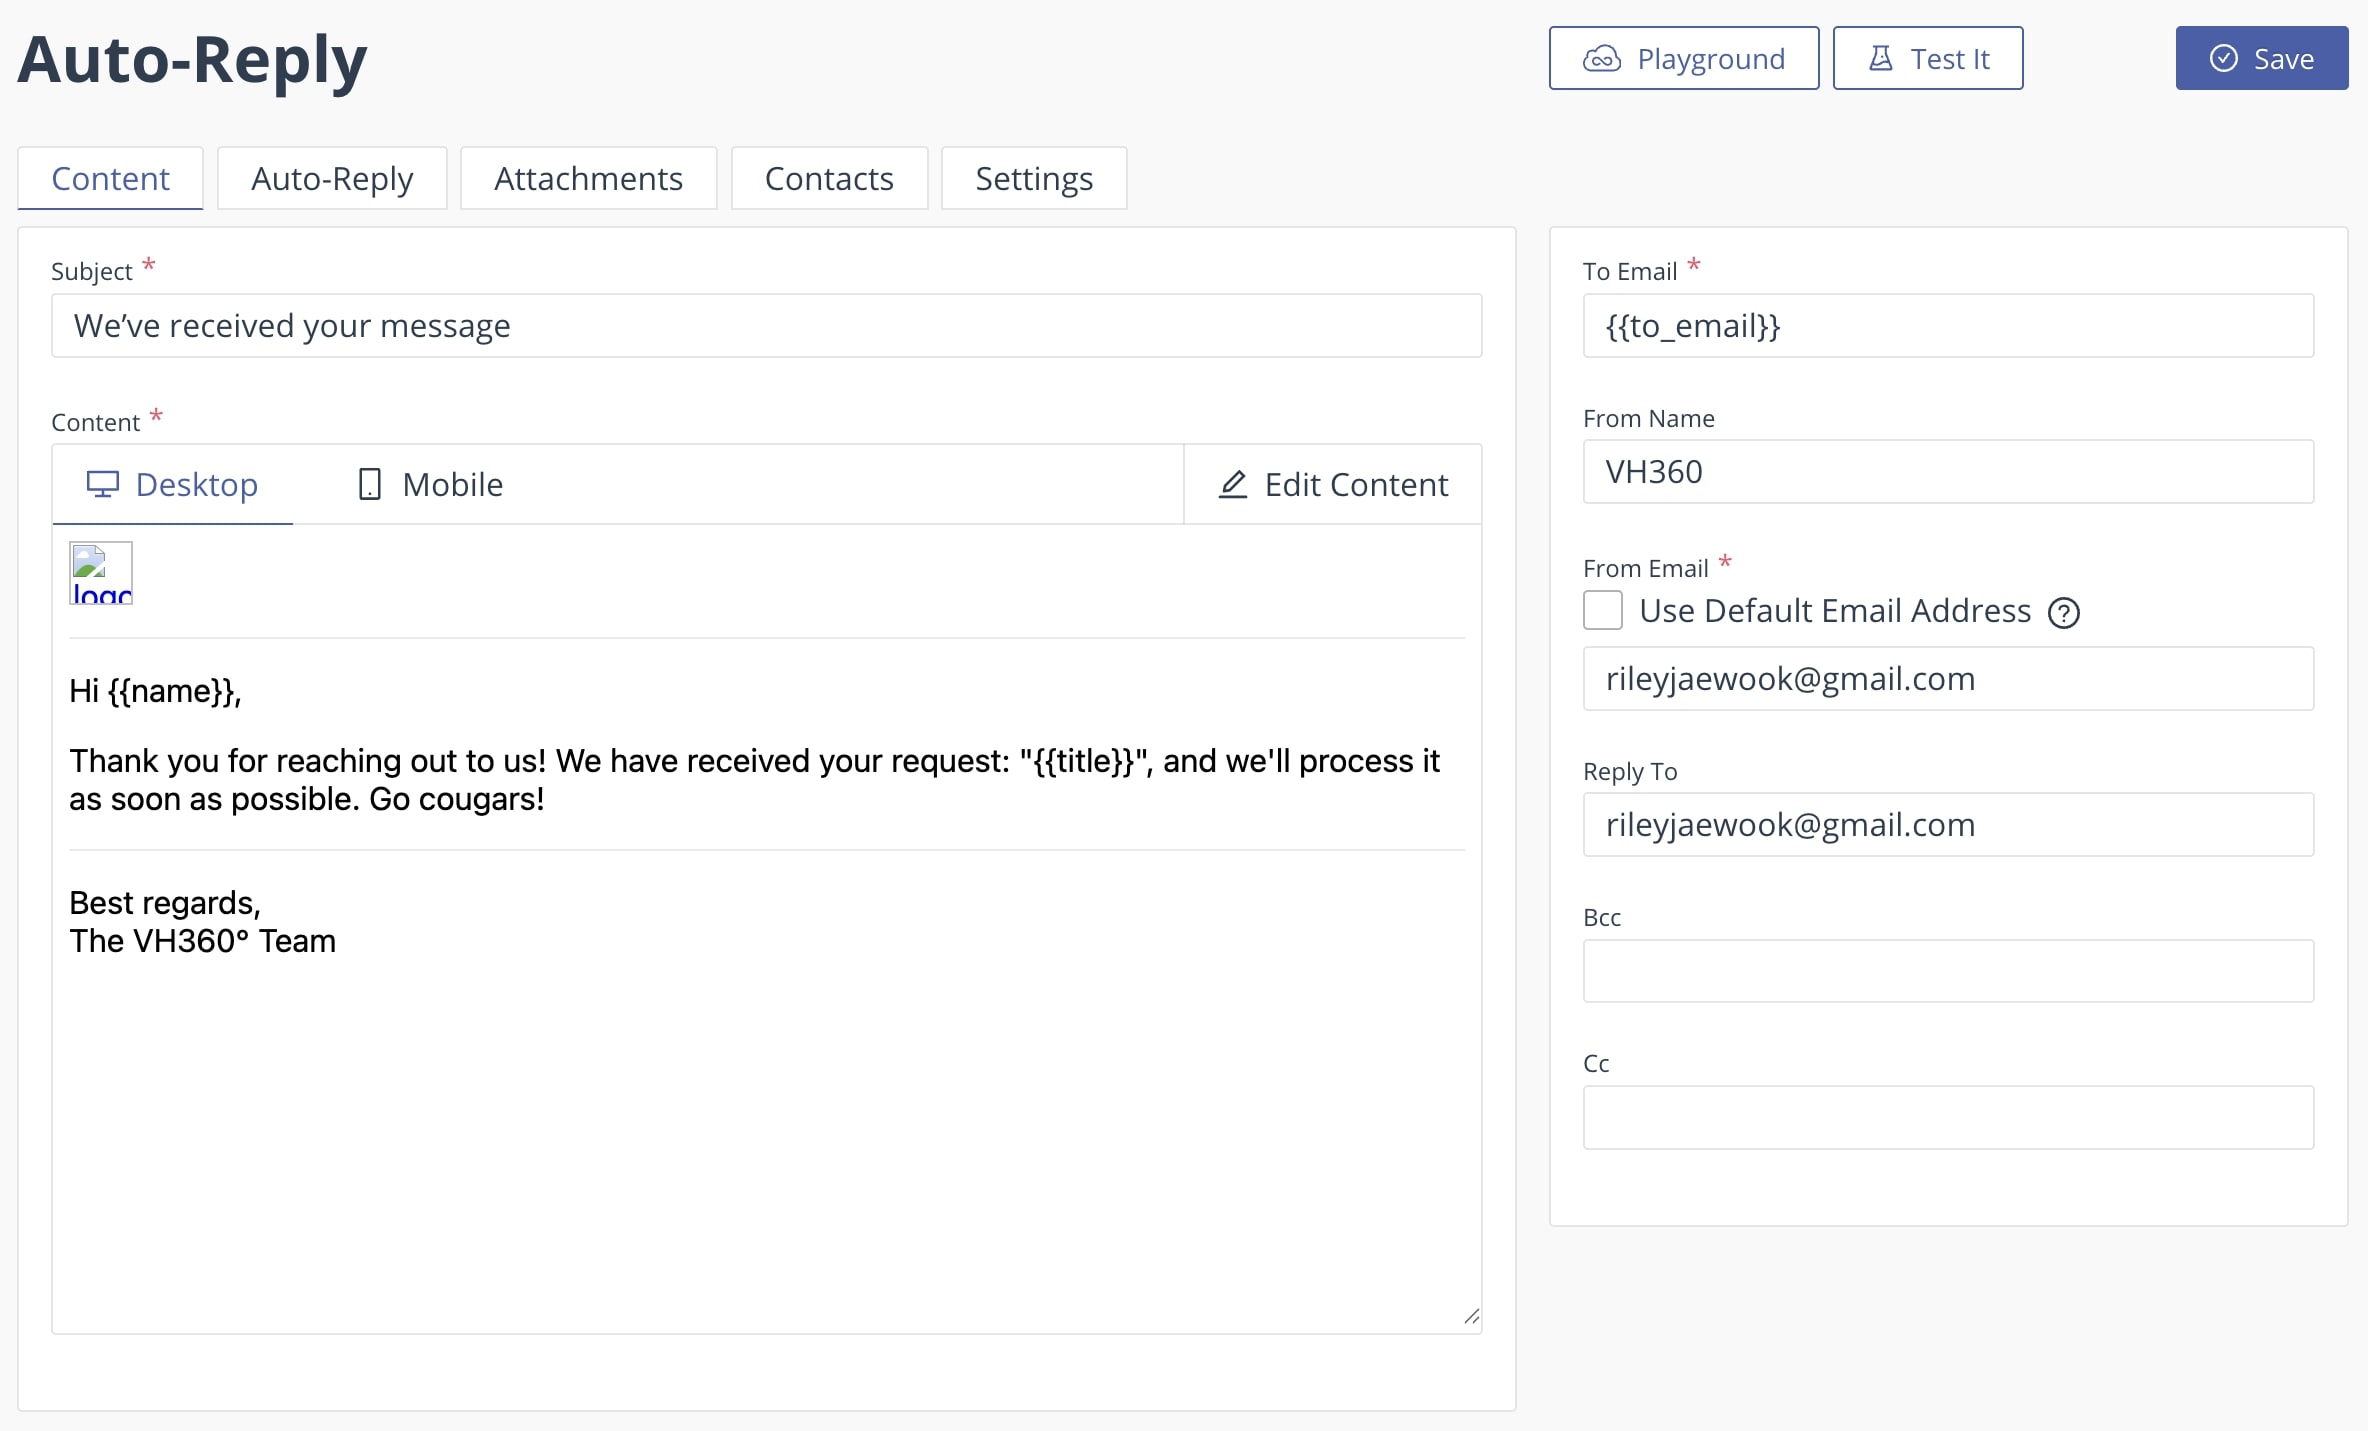 Auto-Reply
Playground
Test It
Save
Content
Auto-Reply
Attachments
Contacts
Settings
Subject *
We’ve received your message
Content *
Desktop
Mobile
Edit Content
logo
Hi {{name}},
Thank you for reaching out to us! We have received your request: "{{title}}", and we'll process it
as soon as possible. Go cougars!
Best regards,
The VH360° Team
To Email *
{{to_email}}
From Name
VH360
From Email *
Use Default Email Address ?
rileyjaewook@gmail.com
Reply To
rileyjaewook@gmail.com
Bcc
Cc